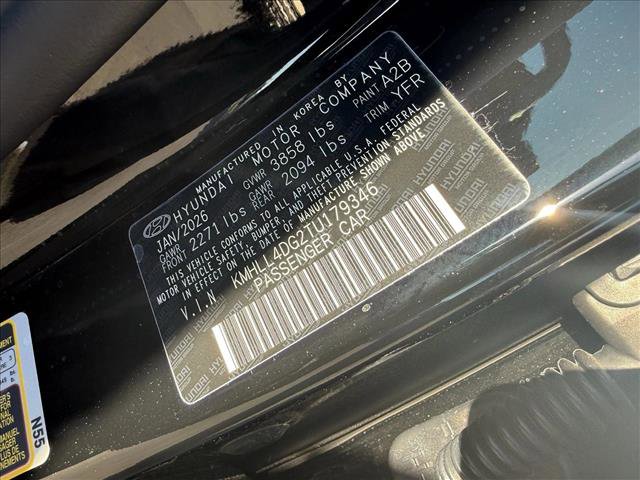 MANUFACTURED IN KOREA BY
HYUNDAI MOTOR COMPANY
JAN/2026 GVWR 3858 lbs PAINT A2B
GAWR FRONT 2271 lbs GAWR REAR 2094 lbs TRIM YFR
THIS VEHICLE CONFORMS TO ALL APPLICABLE U.S.A. FEDERAL
MOTOR VEHICLE SAFETY, BUMPER, AND THEFT PREVENTION STANDARDS
IN EFFECT ON THE DATE OF MANUFACTURE SHOWN ABOVE.
V.I.N KMHLL4DG2TU179346
PASSENGER CAR
HYUNDAI
N55